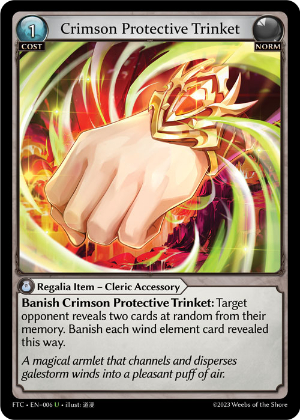 1 Crimson Protective Trinket
COST NORM
Regalia Item – Cleric Accessory
Banish Crimson Protective Trinket: Target
opponent reveals two cards at random from their
memory. Banish each wind element card revealed
this way.
A magical armlet that channels and disperses
galestorm winds into a pleasant puff of air.
FTC • EN-006 U • illust:
©2023 Weebs of the Shore